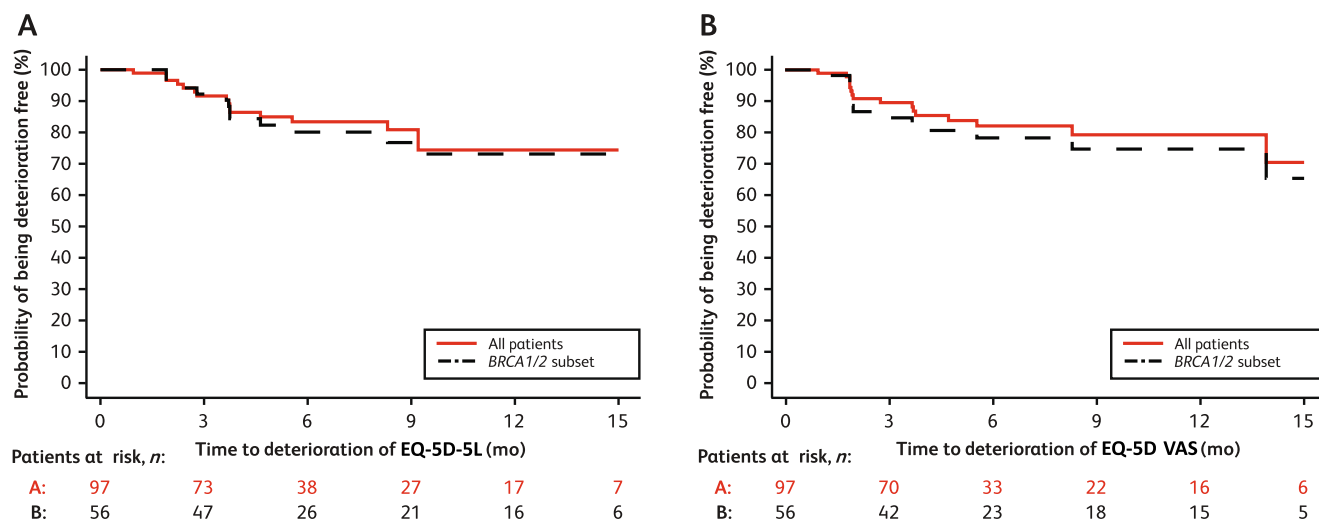 A
Probability of being deterioration free (%)
100
90
80
70
60
50
40
30
20
10
0
All patients
BRCA1/2 subset
0 3 6 9 12 15
Time to deterioration of EQ-5D-5L (mo)
Patients at risk, n:
A: 97 73 38 27 17 7
B: 56 47 26 21 16 6
B
Probability of being deterioration free (%)
100
90
80
70
60
50
40
30
20
10
0
All patients
BRCA1/2 subset
0 3 6 9 12 15
Time to deterioration of EQ-5D VAS (mo)
Patients at risk, n:
A: 97 70 33 22 16 6
B: 56 42 23 18 15 5